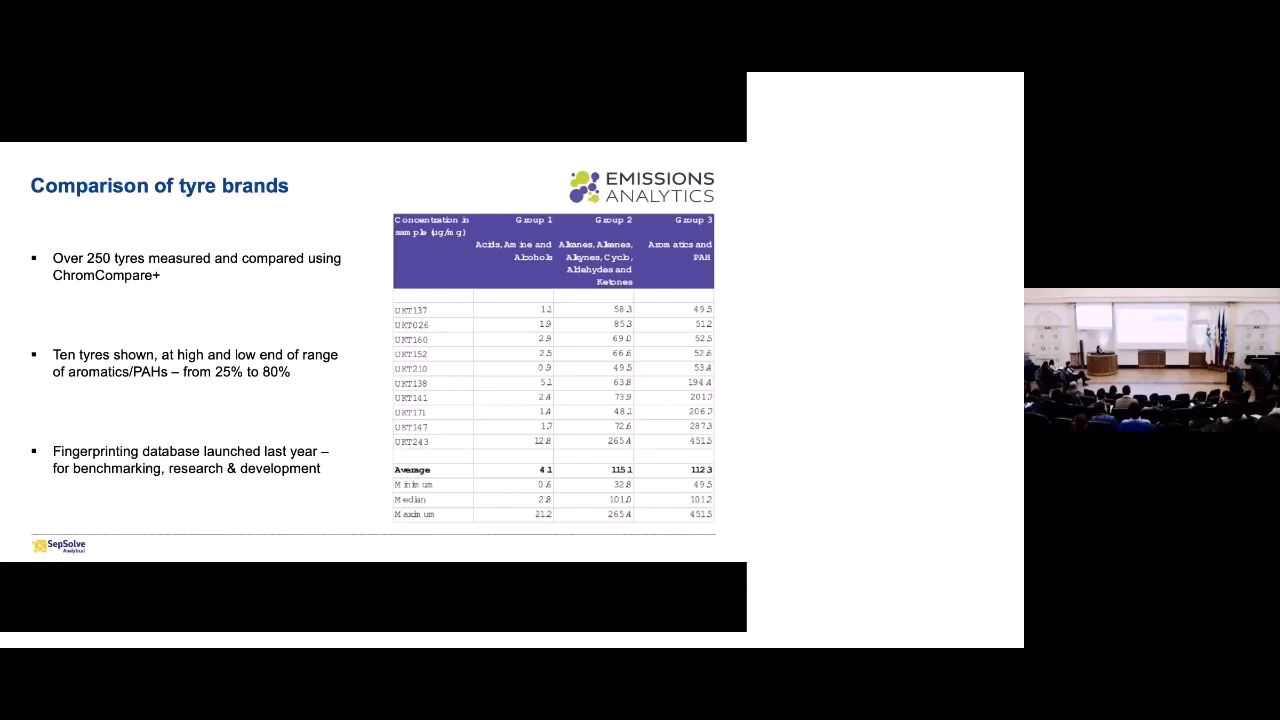 Comparison of tyre brands
EMISSIONS
ANALYTICS
Over 250 tyres measured and compared using
ChromCompare+
Ten tyres shown, at high and low end of range
of aromatics/PAHs – from 25% to 80%
Fingerprinting database launched last year –
for benchmarking, research & development
Concentration in sample (µg/mg) Group 1 Acids, Amine and Alcohols Group 2 Alkanes, Alkenes, Alkynes, Cyclo, Aldehydes and Ketones Group 3 Aromatics and PAH
UKT137 1.1 58.3 49.5
UKT026 1.9 85.3 51.2
UKT160 2.9 69.0 52.5
UKT152 2.5 66.6 52.6
UKT210 0.9 49.5 53.4
UKT138 5.1 63.8 194.4
UKT141 2.4 73.9 201.7
UKT171 1.4 48.1 206.7
UKT147 1.7 72.6 287.3
UKT243 12.8 265.4 451.5
Average 4.1 115.1 112.3
Minimum 0.6 32.8 49.5
Median 2.8 101.0 101.2
Maximum 21.2 265.4 451.5
SepSolve
Analytical